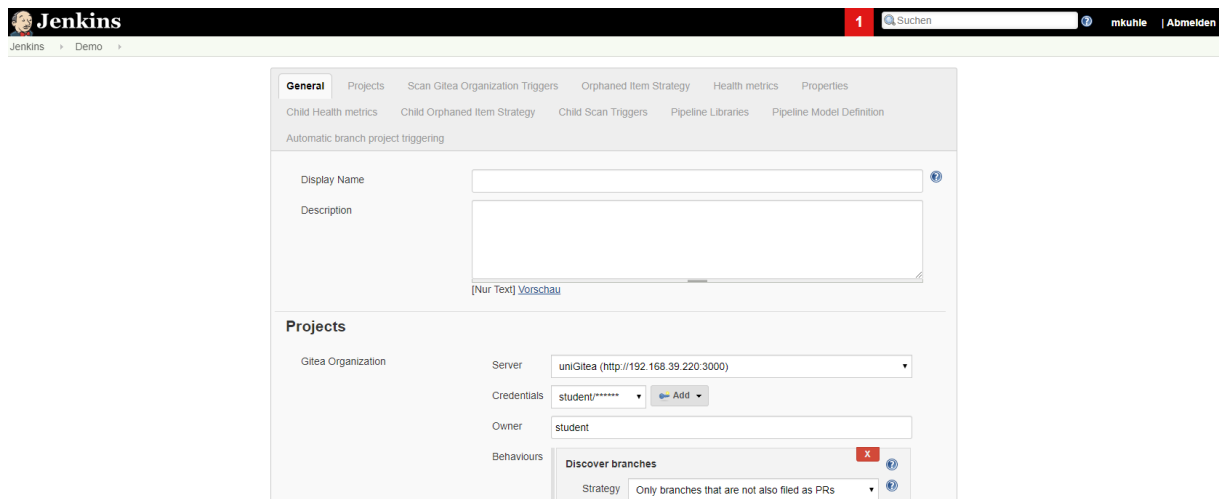 Jenkins 1 Suchen mkuhle | Abmelden
Jenkins Demo
General Projects Scan Gitea Organization Triggers Orphaned Item Strategy Health metrics Properties
Child Health metrics Child Orphaned Item Strategy Child Scan Triggers Pipeline Libraries Pipeline Model Definition
Automatic branch project triggering
Display Name
Description
[Nur Text] Vorschau
Projects
Gitea Organization Server uniGitea (http://192.168.39.220:3000)
Credentials student/****** Add
Owner student
Behaviours Discover branches X
Strategy Only branches that are not also filed as PRs